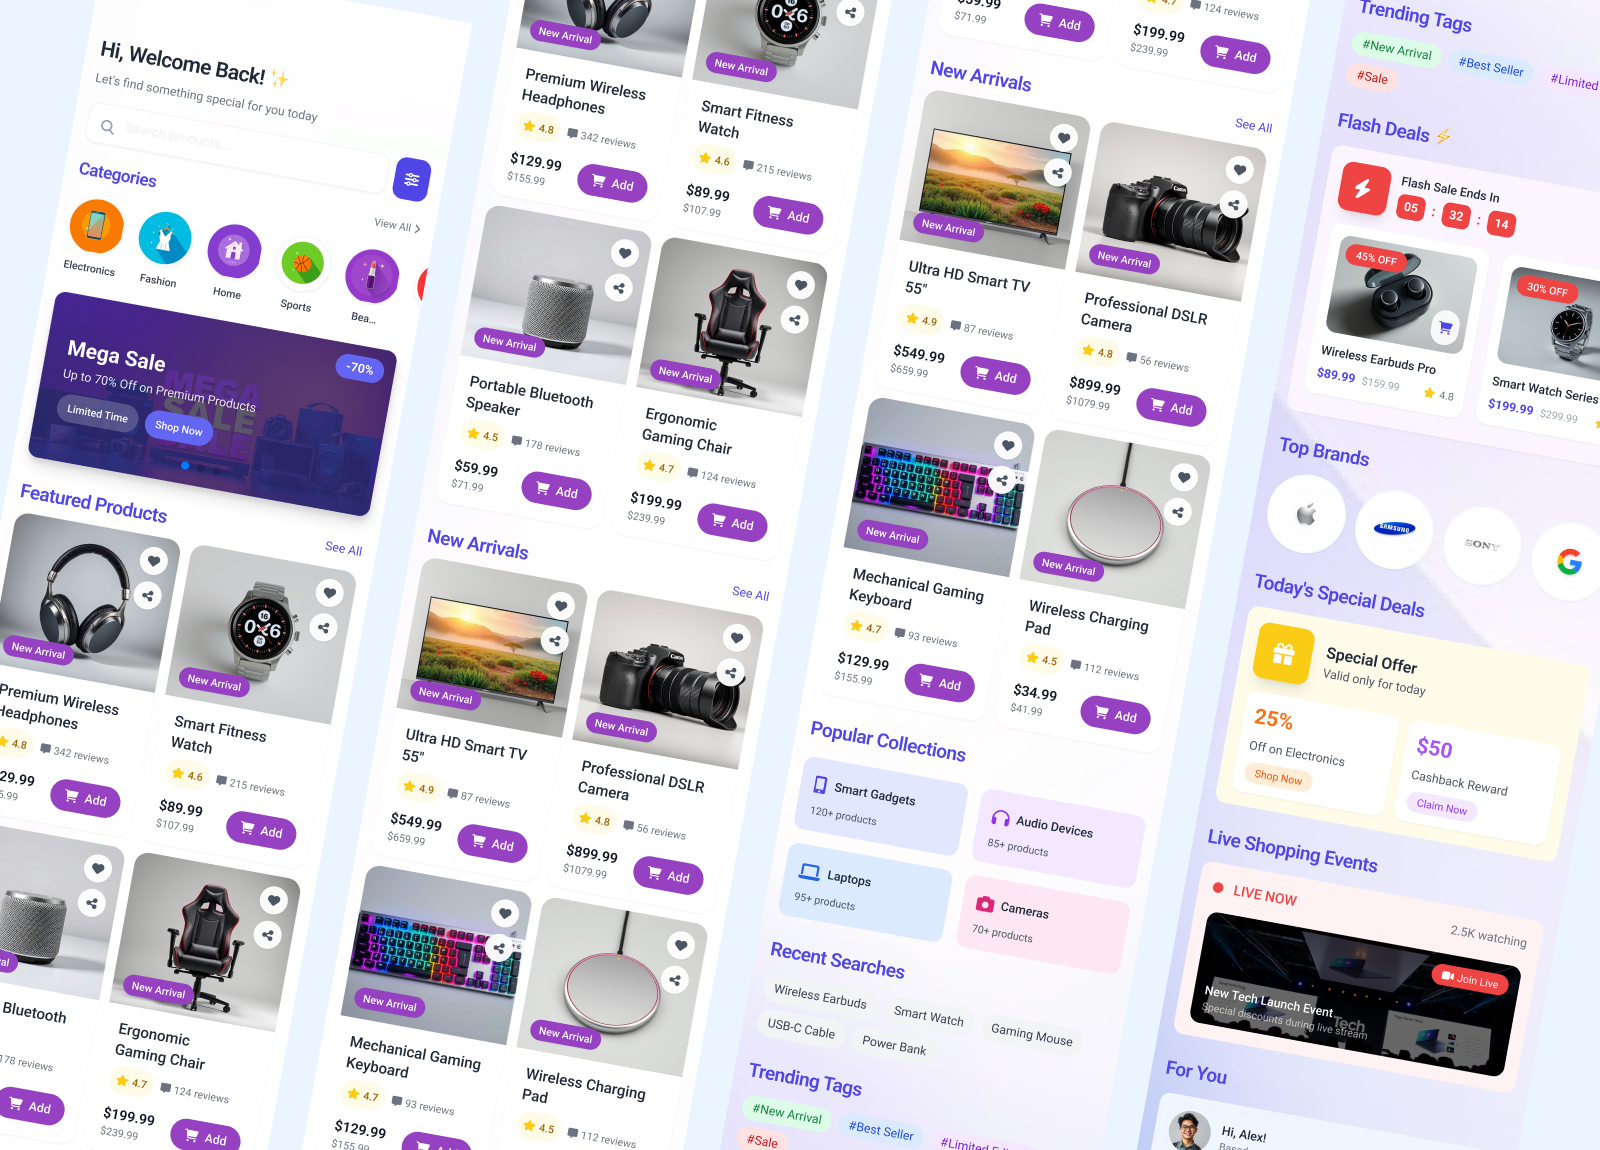 Hi, Welcome Back! ✨
Let's find something special for you today
Search products...
Categories
View All
Electronics
Fashion
Home
Sports
Bea...
Mega Sale
-70%
Up to 70% Off on Premium Products
MEGA
SALE
Limited Time
Shop Now
Featured Products
See All
New Arrival
New Arrival
Premium Wireless
Headphones
4.8
342 reviews
29.99
Add
Smart Fitness
Watch
4.6
215 reviews
$89.99
$107.99
Add
New Arrival
Bluetooth
178 reviews
Add
Ergonomic
Gaming Chair
4.7
124 reviews
$199.99
$239.99
Add
New Arrival
Premium Wireless
Headphones
4.8
342 reviews
$129.99
$155.99
Add
New Arrival
Smart Fitness
Watch
4.6
215 reviews
$89.99
$107.99
Add
New Arrival
Portable Bluetooth
Speaker
4.5
178 reviews
$59.99
$71.99
Add
New Arrival
Ergonomic
Gaming Chair
4.7
124 reviews
$199.99
$239.99
Add
New Arrivals
See All
New Arrival
Ultra HD Smart TV
55"
4.9
87 reviews
$549.99
$659.99
Add
Canon
New Arrival
Professional DSLR
Camera
4.8
56 reviews
$899.99
$1079.99
Add
New Arrival
Mechanical Gaming
Keyboard
4.7
93 reviews
$129.99
$155.99
Add
New Arrival
Wireless Charging
Pad
4.5
112 reviews
$59.99
$71.99
Add
4.7
124 reviews
$199.99
$239.99
Add
New Arrivals
See All
New Arrival
Ultra HD Smart TV
55"
4.9
87 reviews
$549.99
$659.99
Add
Canon
New Arrival
Professional DSLR
Camera
4.8
56 reviews
$899.99
$1079.99
Add
New Arrival
Mechanical Gaming
Keyboard
4.7
93 reviews
$129.99
$155.99
Add
New Arrival
Wireless Charging
Pad
4.5
112 reviews
$34.99
$41.99
Add
Popular Collections
Smart Gadgets
120+ products
Audio Devices
85+ products
Laptops
95+ products
Cameras
70+ products
Recent Searches
Wireless Earbuds
Smart Watch
Gaming Mouse
USB-C Cable
Power Bank
Trending Tags
#New Arrival
#Best Seller
#Limited Edi
#Sale
Trending Tags
#New Arrival
#Best Seller
#Limited
#Sale
Flash Deals ⚡
Flash Sale Ends In
05 : 32 : 14
45% OFF
Wireless Earbuds Pro
$89.99 $159.99
4.8
30% OFF
Smart Watch Series
$199.99 $299.99
Top Brands
SAMSUNG
SONY
G
Today's Special Deals
Special Offer
Valid only for today
25%
Off on Electronics
Shop Now
$50
Cashback Reward
Claim Now
Live Shopping Events
LIVE NOW
2.5K watching
Join Live
New Tech Launch Event
Special discounts during live stream
Tech
For You
Hi, Alex!
Based